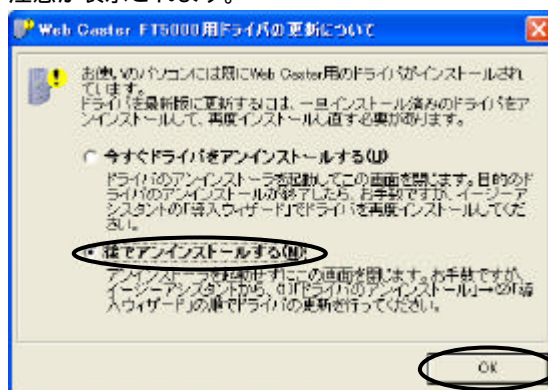 注意が表示されます。
Web Caster FT5000用ドライバの更新について
お使いのパソコンには既にWeb Caster用のドライバがインストールされ
ています。
ドライバを最新版に更新するには、一旦インストール済みのドライバをア
ンインストールして、再度インストールし直す必要があります。
今すぐドライバをアンインストールする(U)
ドライバのアンインストーラを起動してこの画面を閉じます。目的のド
ライバのアンインストールが終了したら、お手数ですが、イージーア
シスタントの「導入ウィザード」でドライバを再度インストールしてくだ
さい。
後でアンインストールする(N)
アンインストーラを起動せずにこの画面を閉じます。お手数ですが、
イージーアシスタントから、①「ドライバのアンインストール」→②「導
入ウィザード」の順でドライバの更新を行ってください。
OK